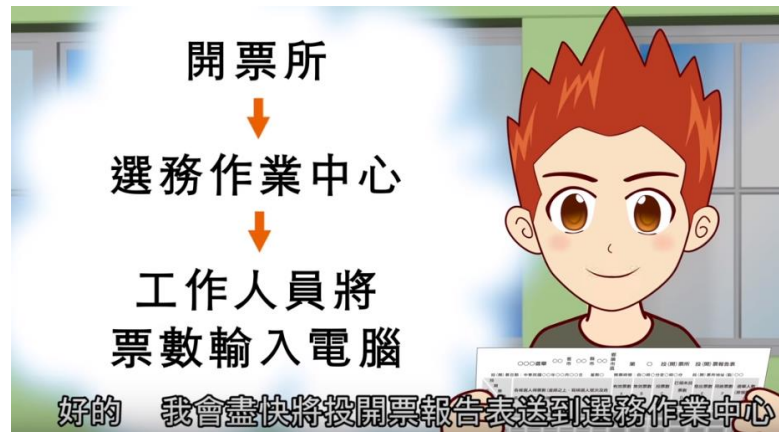 開票所
選務作業中心
工作人員將
票數輸入電腦
好的 我會盡快將投開票報告表送到選務作業中心